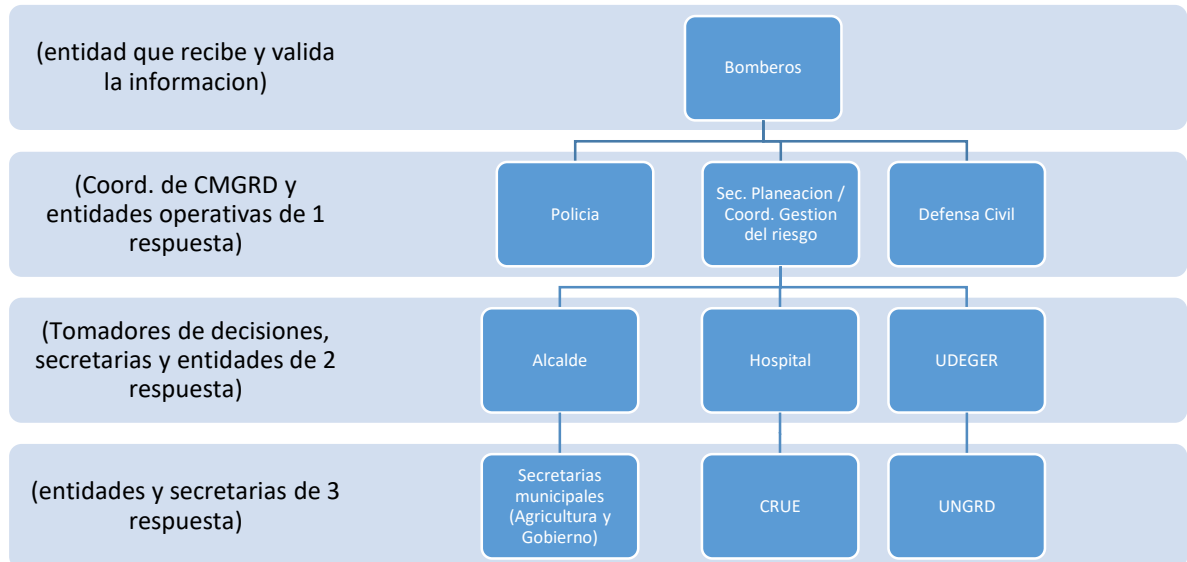 (entidad que recibe y valida
la informacion)
Bomberos
(Coord. de CMGRD y
entidades operativas de 1
respuesta)
Policia
Sec. Planeacion /
Coord. Gestion
del riesgo
Defensa Civil
(Tomadores de decisiones,
secretarias y entidades de 2
respuesta)
Alcalde
Hospital
UDEGER
(entidades y secretarias de 3
respuesta)
Secretarias
municipales
(Agricultura y
Gobierno)
CRUE
UNGRD